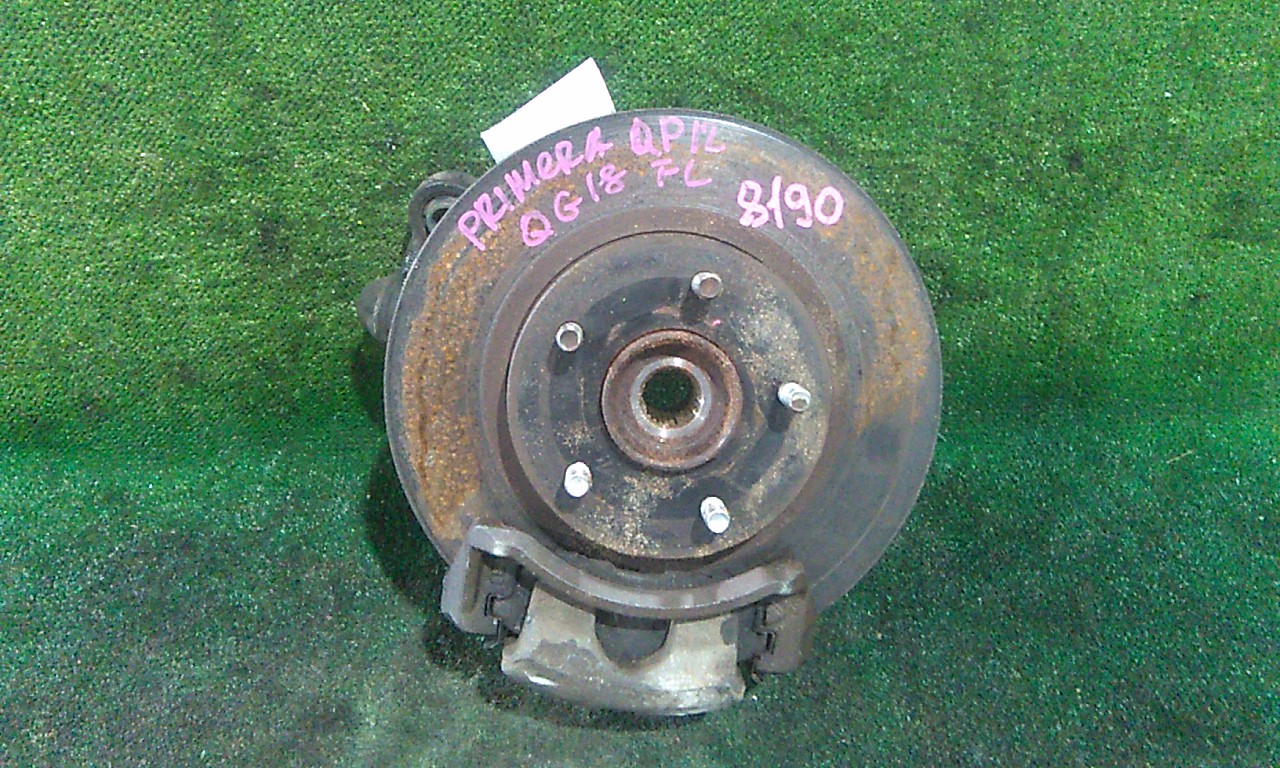 PRIMERA QP12
QG18 FL 8190